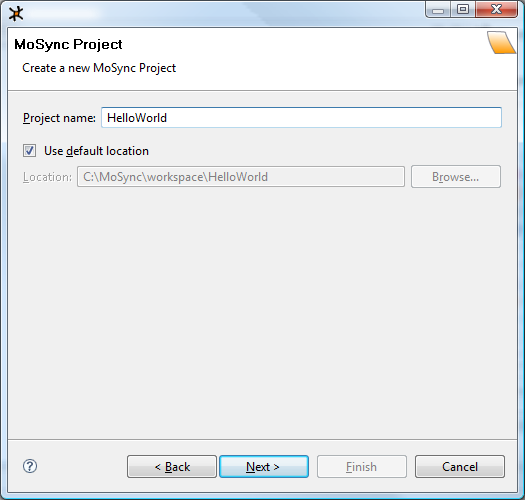 MoSync Project
Create a new MoSync Project
Project name: HelloWorld
Use default location
Location: C:\MoSync\workspace\HelloWorld Browse...
? < Back Next > Finish Cancel